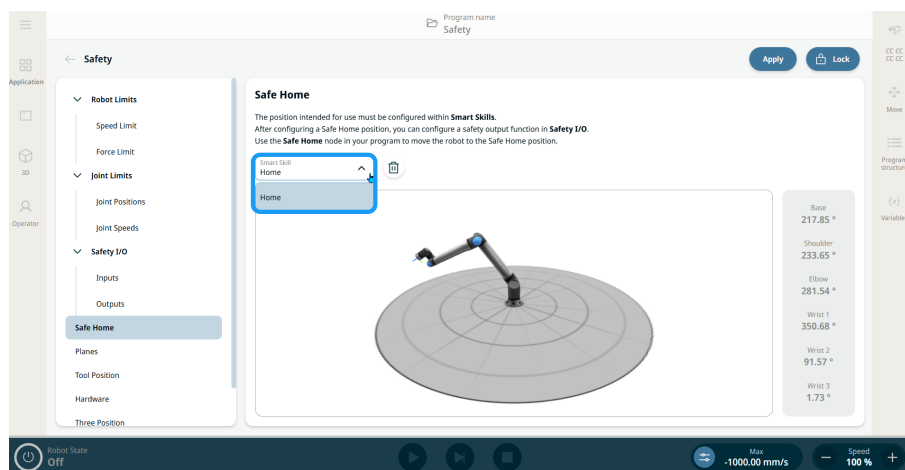 Program name
Safety
Safety
Apply
Lock
Application
3D
Operator
Robot Limits
Speed Limit
Force Limit
Joint Limits
Joint Positions
Joint Speeds
Safety I/O
Inputs
Outputs
Safe Home
Planes
Tool Position
Hardware
Three Position
Safe Home
The position intended for use must be configured within Smart Skills.
After configuring a Safe Home position, you can configure a safety output function in Safety I/O.
Use the Safe Home node in your program to move the robot to the Safe Home position.
Smart Skill
Home
Home
Base
217.85 °
Shoulder
233.65 °
Elbow
281.54 °
Wrist 1
350.68 °
Wrist 2
91.57 °
Wrist 3
1.73 °
CC CC
CC CC
Move
Program
structure
{x}
Variable
Robot State
Off
Max
-1000.00 mm/s
Speed
100 %